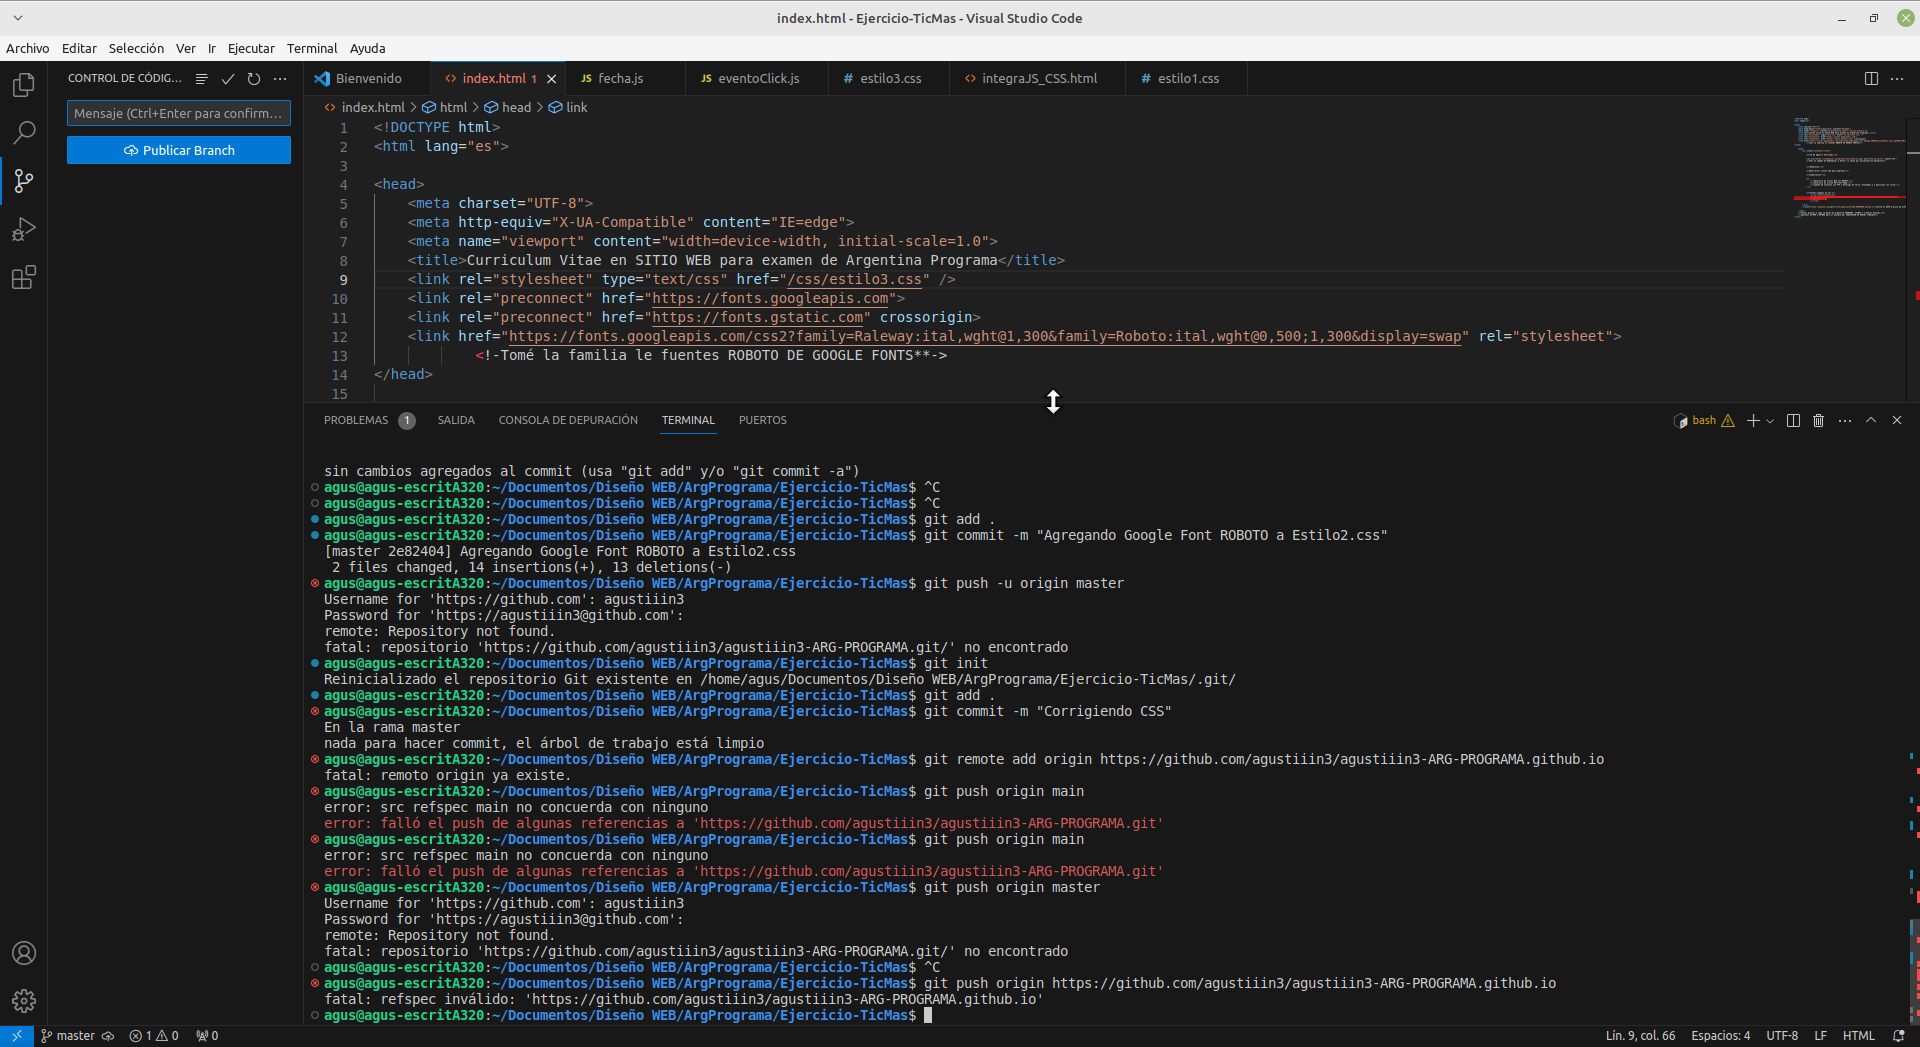 index.html - Ejercicio-TicMas - Visual Studio Code
Archivo Editar Selección Ver Ir Ejecutar Terminal Ayuda
CONTROL DE CÓDIG...
Bienvenido index.html 1 fecha.js eventoClick.js estilo3.css integraJS_CSS.html estilo1.css
Mensaje (Ctrl+Enter para confirm...
Publicar Branch
index.html > html > head > link
1 <!DOCTYPE html>
2 <html lang="es">
3
4 <head>
5 <meta charset="UTF-8">
6 <meta http-equiv="X-UA-Compatible" content="IE=edge">
7 <meta name="viewport" content="width=device-width, initial-scale=1.0">
8 <title>Curriculum Vitae en SITIO WEB para examen de Argentina Programa</title>
9 <link rel="stylesheet" type="text/css" href="/css/estilo3.css" />
10 <link rel="preconnect" href="https://fonts.googleapis.com">
11 <link rel="preconnect" href="https://fonts.gstatic.com" crossorigin>
12 <link href="https://fonts.googleapis.com/css2?family=Raleway:ital,wght@1,300&family=Roboto:ital,wght@0,500;1,300&display=swap" rel="stylesheet">
13 <!-Tomé la familia le fuentes ROBOTO DE GOOGLE FONTS**->
14 </head>
15
PROBLEMAS 1 SALIDA CONSOLA DE DEPURACIÓN TERMINAL PUERTOS
bash
sin cambios agregados al commit (usa "git add" y/o "git commit -a")
agus@agus-escritA320:~/Documentos/Diseño WEB/ArgPrograma/Ejercicio-TicMas$ ^C
agus@agus-escritA320:~/Documentos/Diseño WEB/ArgPrograma/Ejercicio-TicMas$ ^C
agus@agus-escritA320:~/Documentos/Diseño WEB/ArgPrograma/Ejercicio-TicMas$ git add .
agus@agus-escritA320:~/Documentos/Diseño WEB/ArgPrograma/Ejercicio-TicMas$ git commit -m "Agregando Google Font ROBOTO a Estilo2.css"
[master 2e82404] Agregando Google Font ROBOTO a Estilo2.css
2 files changed, 14 insertions(+), 13 deletions(-)
agus@agus-escritA320:~/Documentos/Diseño WEB/ArgPrograma/Ejercicio-TicMas$ git push -u origin master
Username for 'https://github.com': agustiiin3
Password for 'https://agustiiin3@github.com':
remote: Repository not found.
fatal: repositorio 'https://github.com/agustiiin3/agustiiin3-ARG-PROGRAMA.git/' no encontrado
agus@agus-escritA320:~/Documentos/Diseño WEB/ArgPrograma/Ejercicio-TicMas$ git init
Reinicializado el repositorio Git existente en /home/agus/Documentos/Diseño WEB/ArgPrograma/Ejercicio-TicMas/.git/
agus@agus-escritA320:~/Documentos/Diseño WEB/ArgPrograma/Ejercicio-TicMas$ git add .
agus@agus-escritA320:~/Documentos/Diseño WEB/ArgPrograma/Ejercicio-TicMas$ git commit -m "Corrigiendo CSS"
En la rama master
nada para hacer commit, el árbol de trabajo está limpio
agus@agus-escritA320:~/Documentos/Diseño WEB/ArgPrograma/Ejercicio-TicMas$ git remote add origin https://github.com/agustiiin3/agustiiin3-ARG-PROGRAMA.github.io
fatal: remoto origin ya existe.
agus@agus-escritA320:~/Documentos/Diseño WEB/ArgPrograma/Ejercicio-TicMas$ git push origin main
error: src refspec main no concuerda con ninguno
error: falló el push de algunas referencias a 'https://github.com/agustiiin3/agustiiin3-ARG-PROGRAMA.git'
agus@agus-escritA320:~/Documentos/Diseño WEB/ArgPrograma/Ejercicio-TicMas$ git push origin main
error: src refspec main no concuerda con ninguno
error: falló el push de algunas referencias a 'https://github.com/agustiiin3/agustiiin3-ARG-PROGRAMA.git'
agus@agus-escritA320:~/Documentos/Diseño WEB/ArgPrograma/Ejercicio-TicMas$ git push origin master
Username for 'https://github.com': agustiiin3
Password for 'https://agustiiin3@github.com':
remote: Repository not found.
fatal: repositorio 'https://github.com/agustiiin3/agustiiin3-ARG-PROGRAMA.git/' no encontrado
agus@agus-escritA320:~/Documentos/Diseño WEB/ArgPrograma/Ejercicio-TicMas$ ^C
agus@agus-escritA320:~/Documentos/Diseño WEB/ArgPrograma/Ejercicio-TicMas$ git push origin https://github.com/agustiiin3/agustiiin3-ARG-PROGRAMA.github.io
fatal: refspec inválido: 'https://github.com/agustiiin3/agustiiin3-ARG-PROGRAMA.github.io'
agus@agus-escritA320:~/Documentos/Diseño WEB/ArgPrograma/Ejercicio-TicMas$
master 1 0 0 Lín. 9, col. 66 Espacios: 4 UTF-8 LF HTML